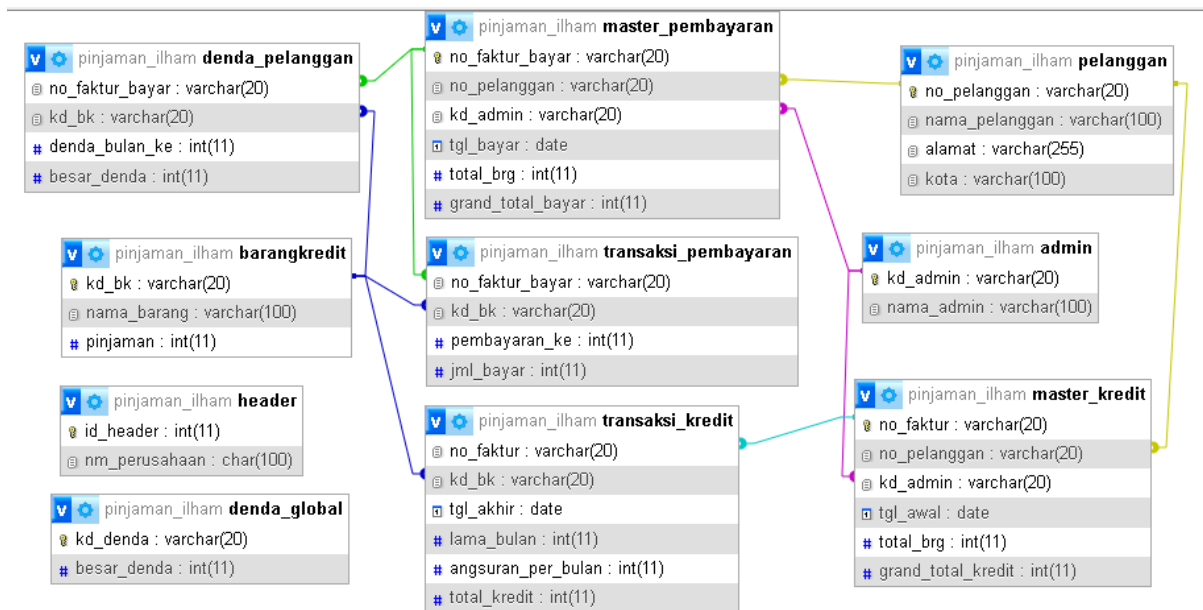 pinjaman_ilham denda_pelanggan
no_faktur_bayar : varchar(20)
kd_bk : varchar(20)
# denda_bulan_ke : int(11)
# besar_denda : int(11)
pinjaman_ilham master_pembayaran
no_faktur_bayar : varchar(20)
no_pelanggan : varchar(20)
kd_admin : varchar(20)
tgl_bayar : date
# total_brg : int(11)
# grand_total_bayar : int(11)
pinjaman_ilham pelanggan
no_pelanggan : varchar(20)
nama_pelanggan : varchar(100)
alamat : varchar(255)
kota : varchar(100)
pinjaman_ilham barangkredit
kd_bk : varchar(20)
nama_barang : varchar(100)
# pinjaman : int(11)
pinjaman_ilham transaksi_pembayaran
no_faktur_bayar : varchar(20)
kd_bk : varchar(20)
# pembayaran_ke : int(11)
# jml_bayar : int(11)
pinjaman_ilham admin
kd_admin : varchar(20)
nama_admin : varchar(100)
pinjaman_ilham header
id_header : int(11)
nm_perusahaan : char(100)
pinjaman_ilham transaksi_kredit
no_faktur : varchar(20)
kd_bk : varchar(20)
tgl_akhir : date
# lama_bulan : int(11)
# angsuran_per_bulan : int(11)
# total_kredit : int(11)
pinjaman_ilham master_kredit
no_faktur : varchar(20)
no_pelanggan : varchar(20)
kd_admin : varchar(20)
tgl_awal : date
# total_brg : int(11)
# grand_total_kredit : int(11)
pinjaman_ilham denda_global
kd_denda : varchar(20)
# besar_denda : int(11)